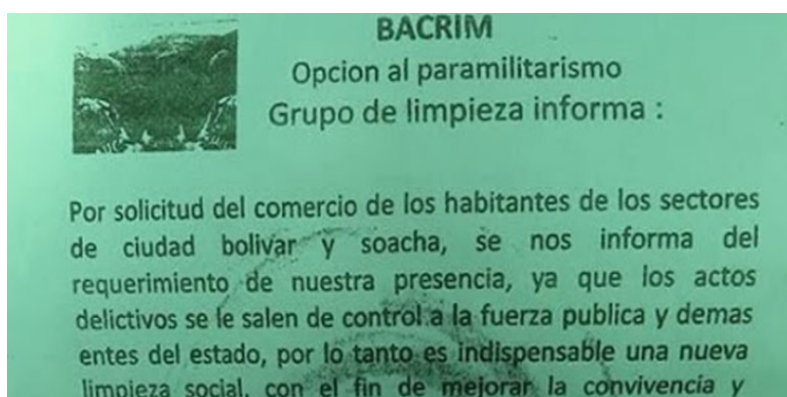 BACRIM
Opcion al paramilitarismo
Grupo de limpieza informa :
Por solicitud del comercio de los habitantes de los sectores
de ciudad bolivar y soacha, se nos informa del
requerimiento de nuestra presencia, ya que los actos
delictivos se le salen de control a la fuerza publica y demas
entes del estado, por lo tanto es indispensable una nueva
limpieza social, con el fin de mejorar la convivencia y